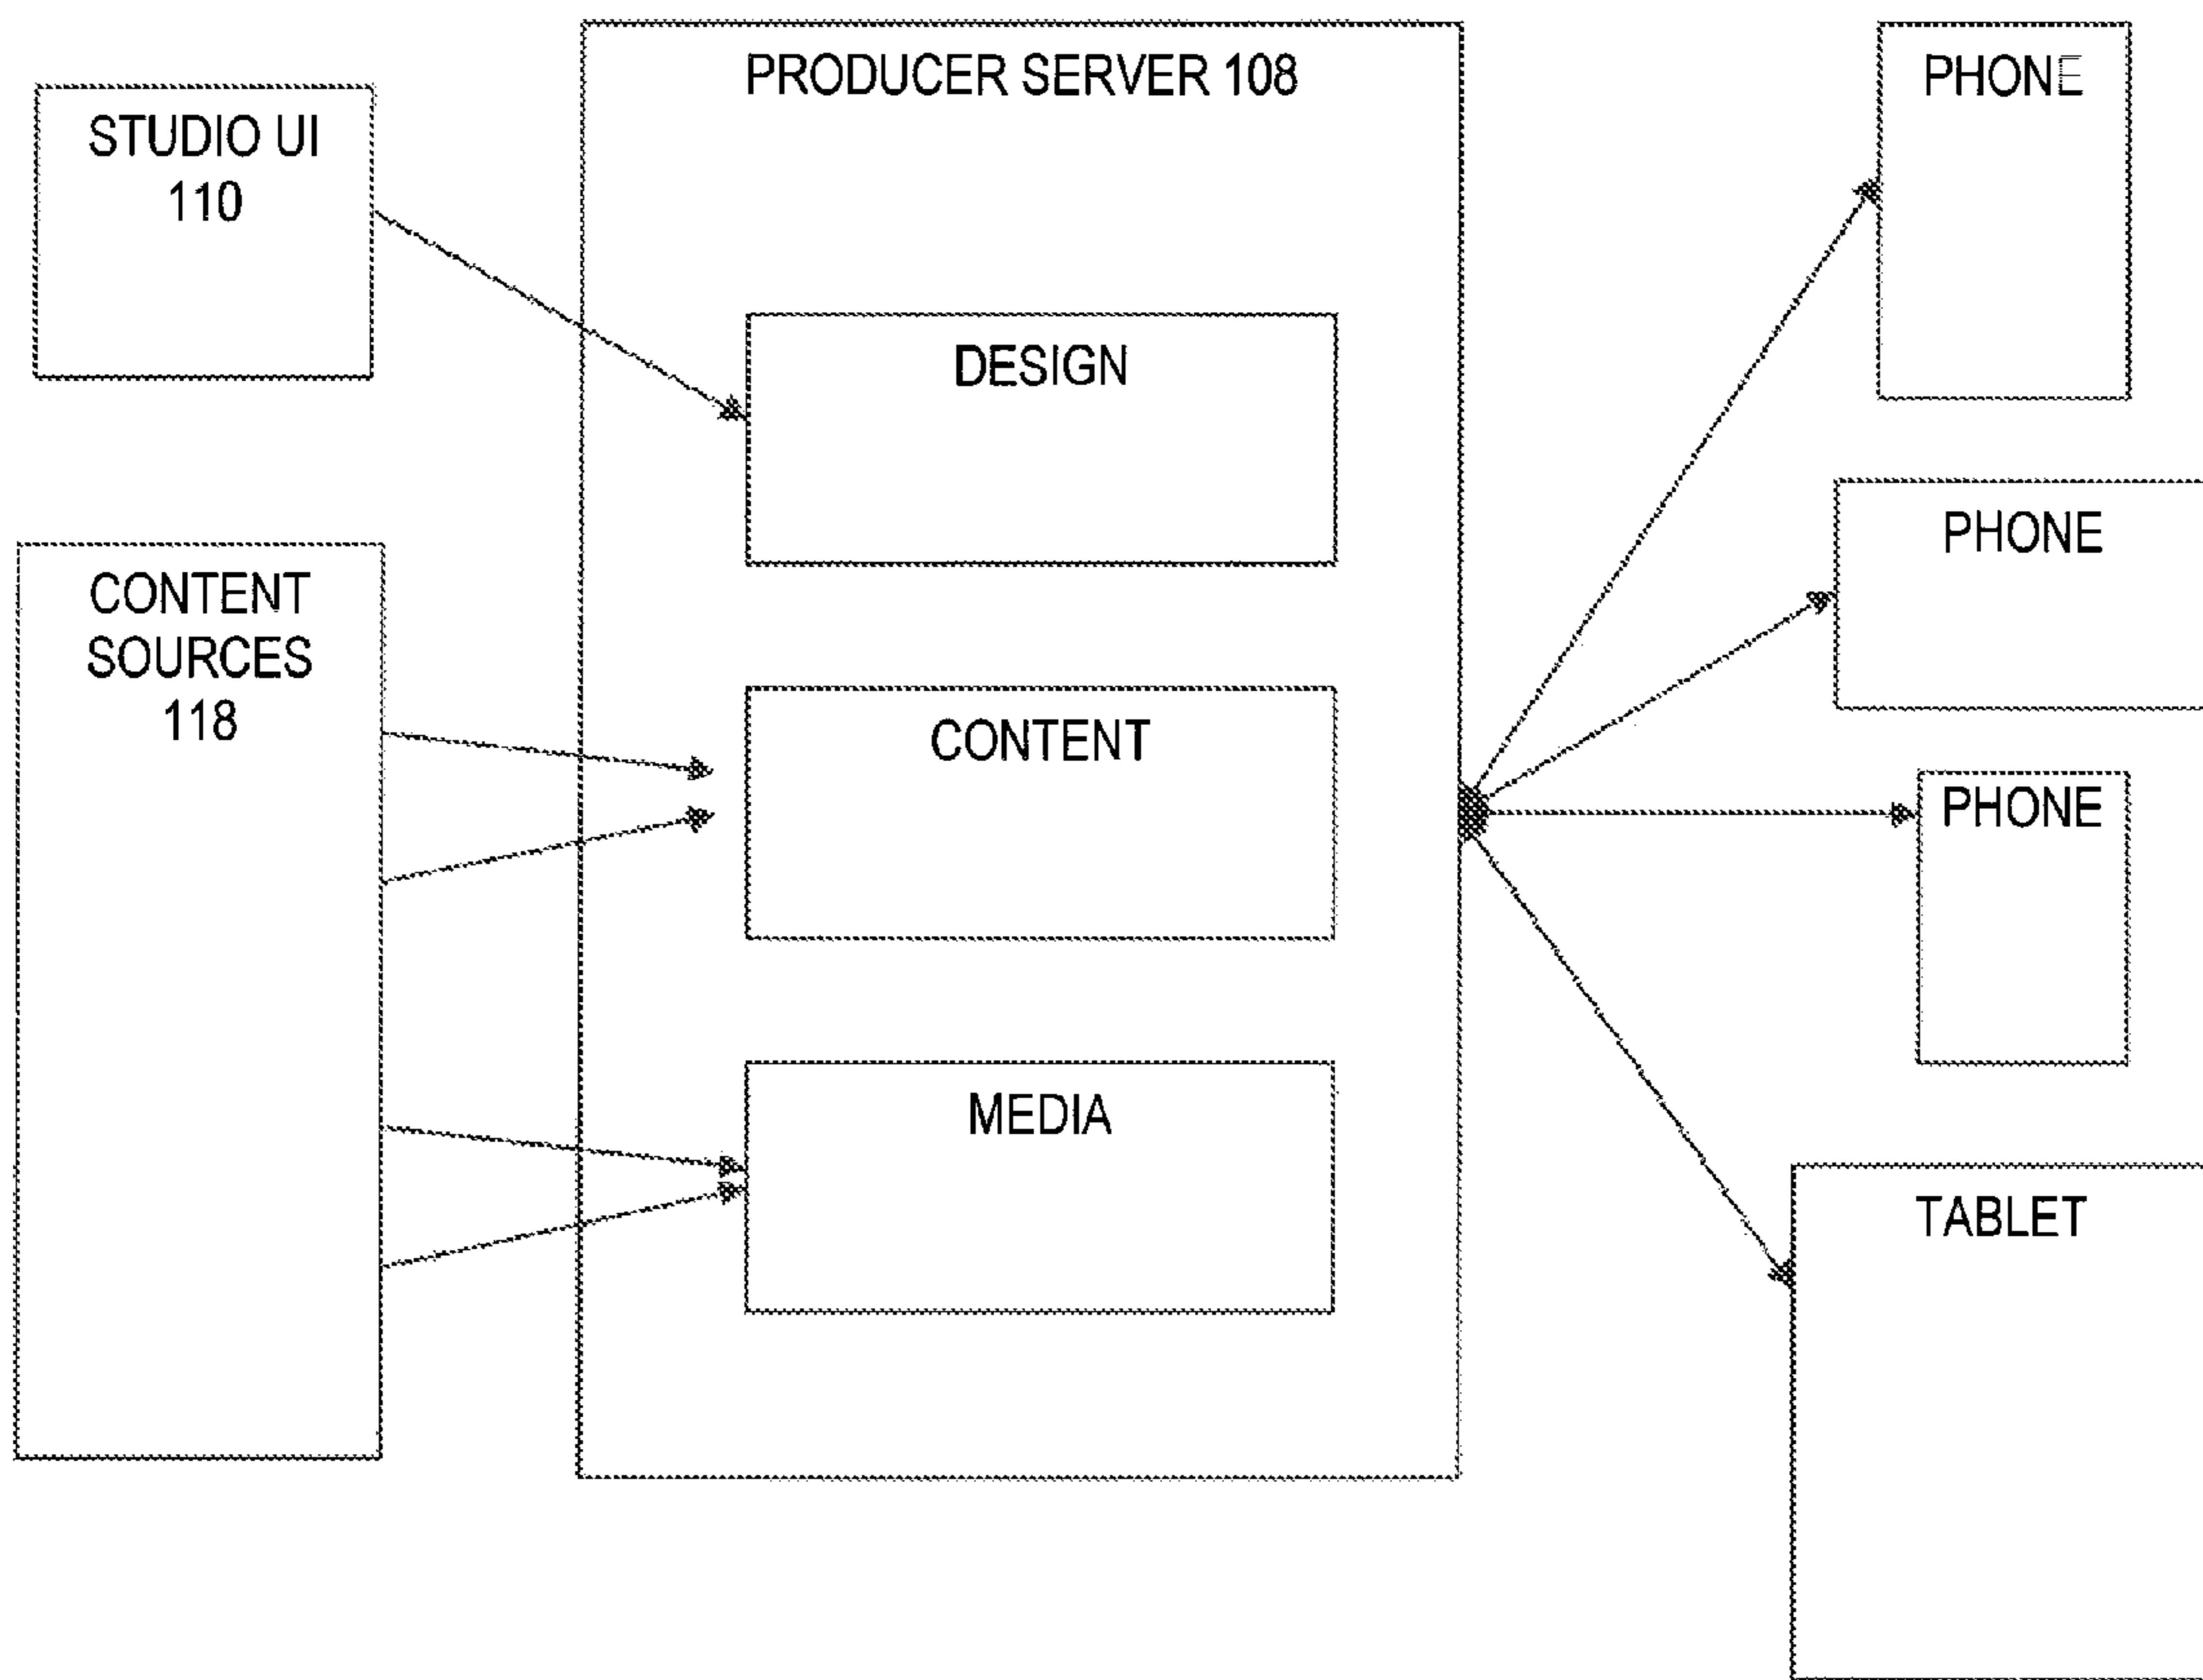 STUDIO UI
110
CONTENT
SOURCES
118
PRODUCER SERVER 108
DESIGN
CONTENT
MEDIA
PHONE
PHONE
PHONE
TABLET